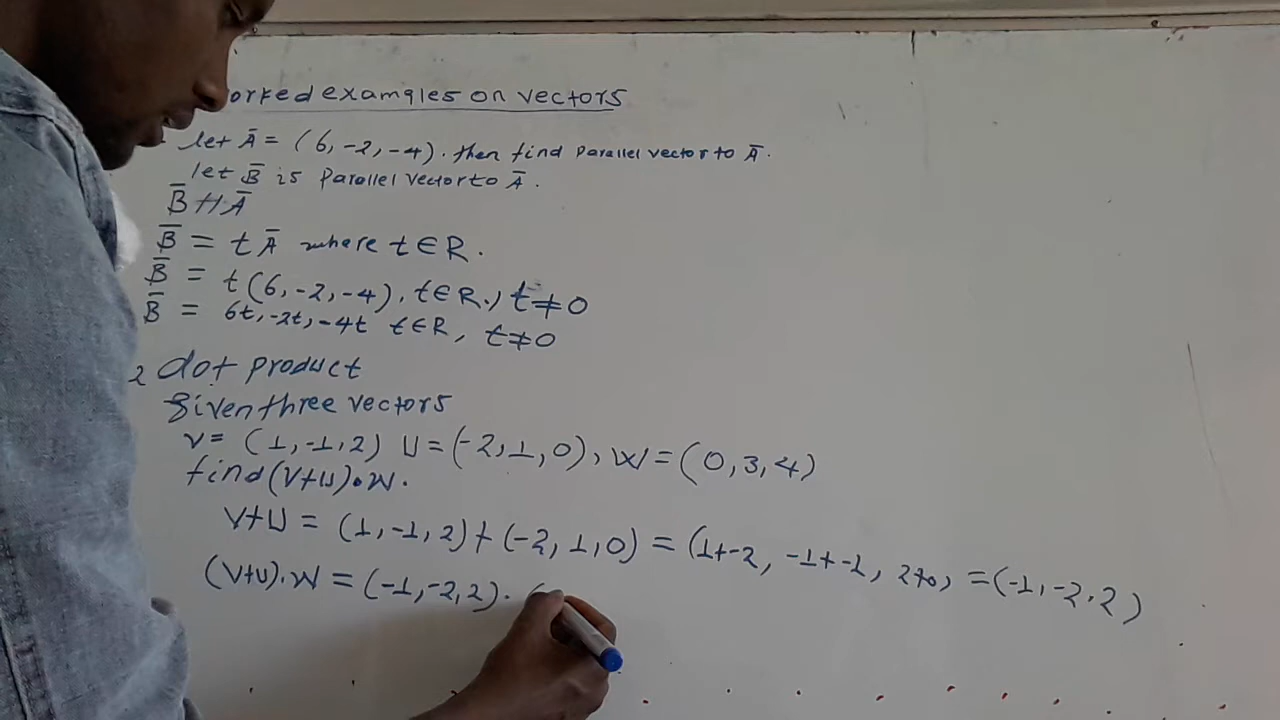 orked examples on vectors
let Ā = (6, -2, -4). then find Parallel vector to Ā.
let B̄ is Parallel vector to Ā.
B̄ // Ā
B̄ = t Ā where t ∈ R.
B̄ = t(6, -2, -4), t ∈ R., t ≠ 0
B̄ = 6t, -2t, -4t t ∈ R, t ≠ 0
2 dot product
Given three vectors
V = (1, -1, 2) U = (-2, 1, 0), W = (0, 3, 4)
find (V+U)•W.
V+U = (1, -1, 2) + (-2, 1, 0) = (1+-2, -1+-1, 2+0, = (-1, -2, 2)
(V+U)•W = (-1, -2, 2) • (